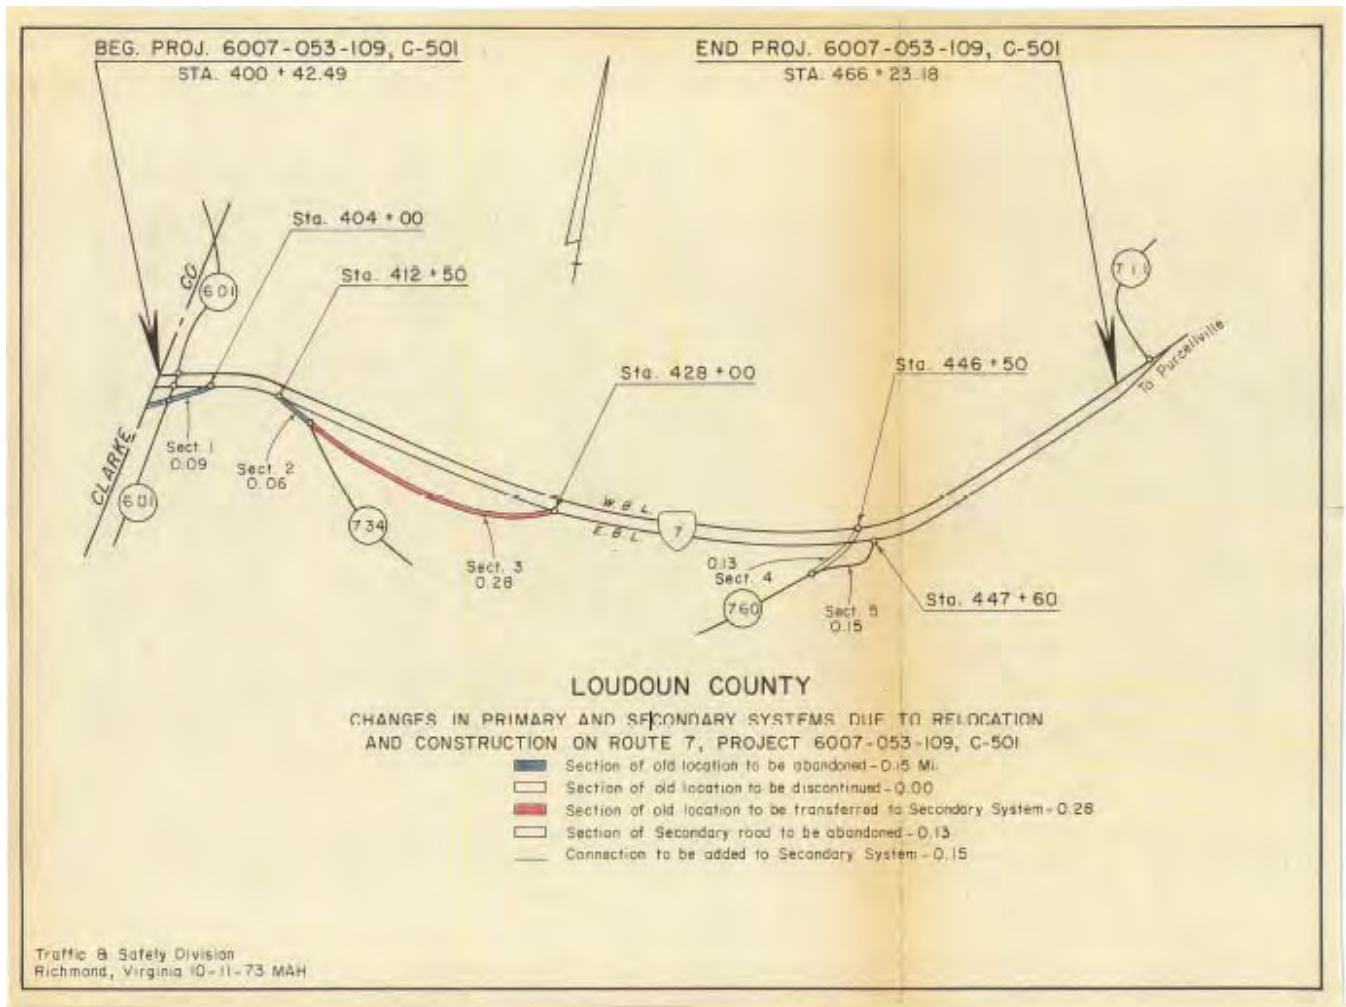 BEG. PROJ. 6007-053-109, C-501
STA. 400 + 42.49
END PROJ. 6007-053-109, C-501
STA. 466 + 23.18
Sta. 404 + 00
CO.
601
Sta. 412 + 50
711
To Purcellville
Sta. 428 + 00
Sta. 446 + 50
CLARKE
601
Sect. 1
0.09
Sect. 2
0.06
734
Sect. 3
0.28
W.B.L.
E.B.L.
7
0.13
Sect. 4
760
Sect. 5
0.15
Sta. 447 + 60
LOUDOUN COUNTY
CHANGES IN PRIMARY AND SECONDARY SYSTEMS DUE TO RELOCATION
AND CONSTRUCTION ON ROUTE 7, PROJECT 6007-053-109, C-501
Section of old location to be abandoned - 0.15 Mi.
Section of old location to be discontinued - 0.00
Section of old location to be transferred to Secondary System - 0.28
Section of Secondary road to be abandoned - 0.13
Connection to be added to Secondary System - 0.15
Traffic & Safety Division
Richmond, Virginia 10-11-73 MAH